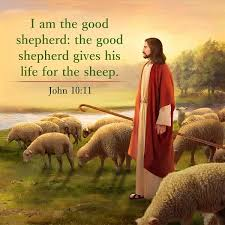 I am the good
shepherd: the good
shepherd gives his
life for the sheep.
John 10:11